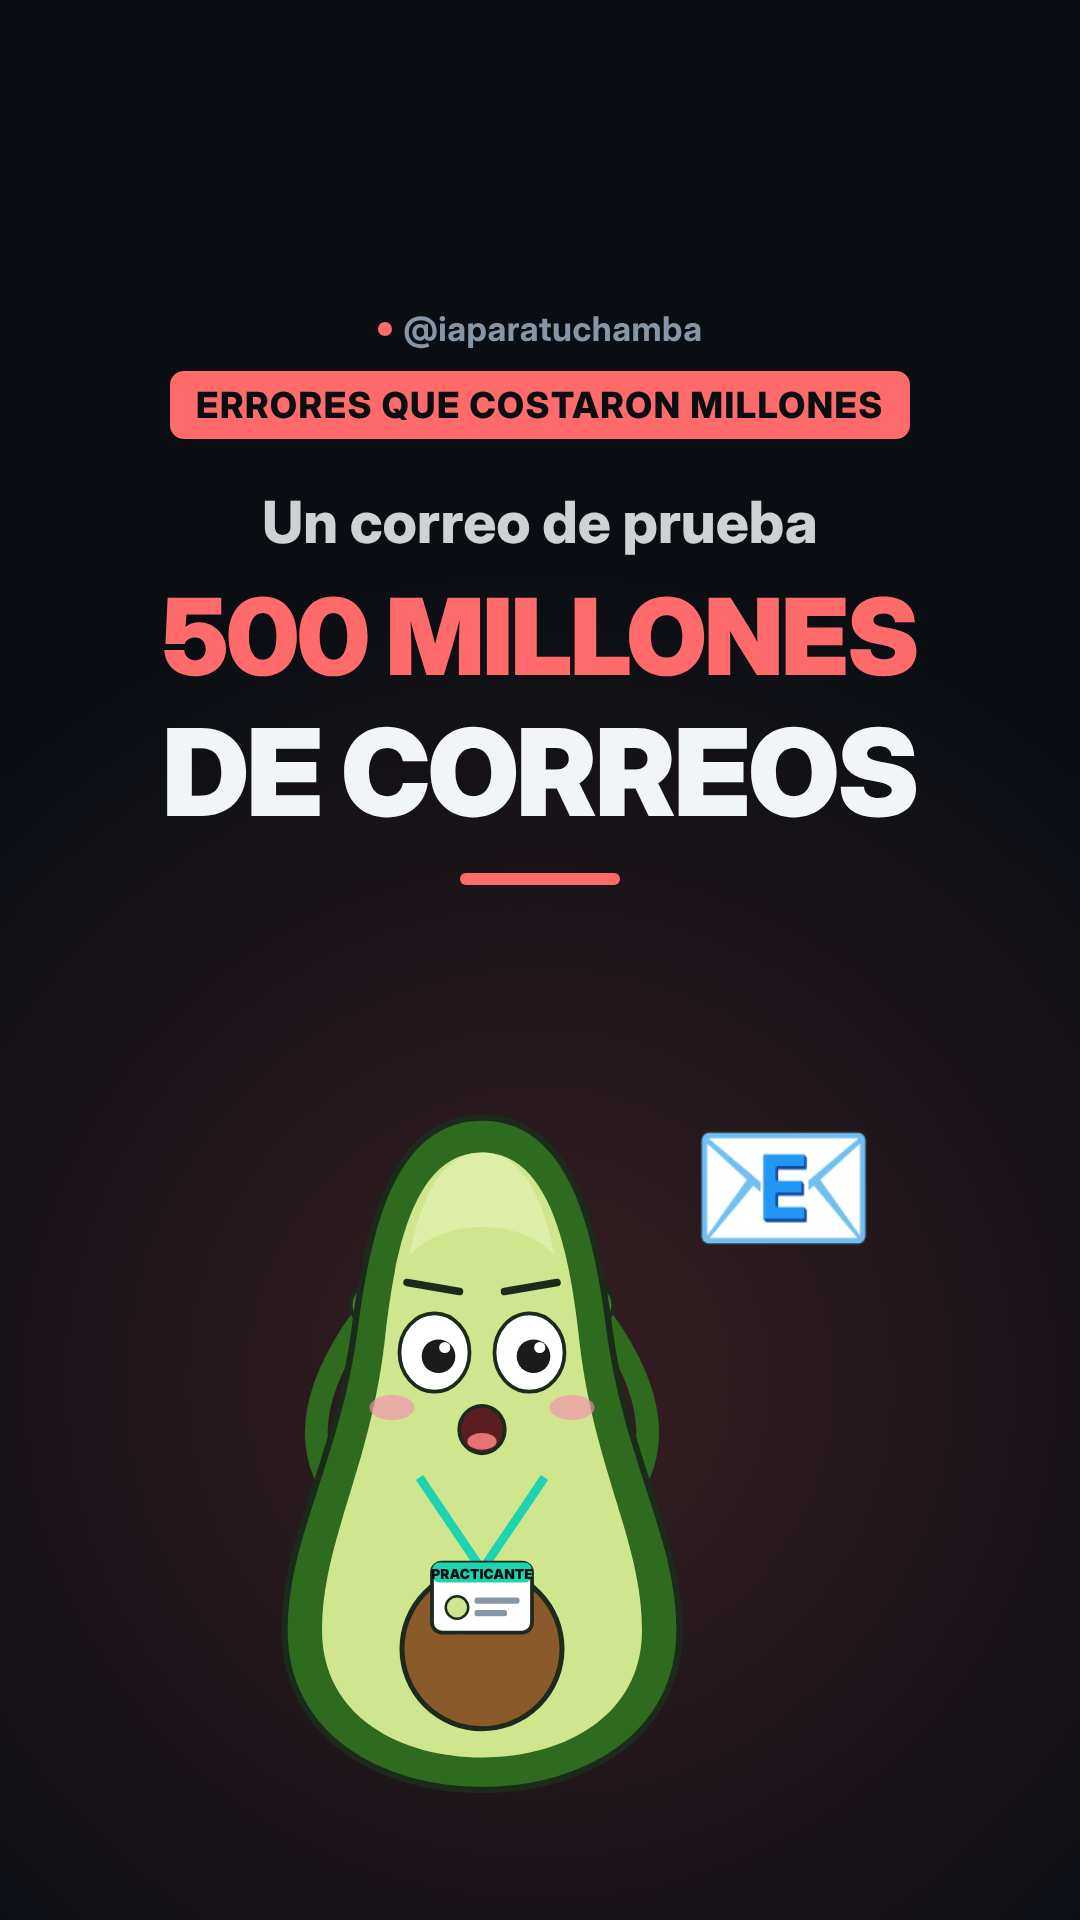 @iaparatuchamba
ERRORES QUE COSTARON MILLONES
Un correo de prueba
500 MILLONES
DE CORREOS
E
PRACTICANTE